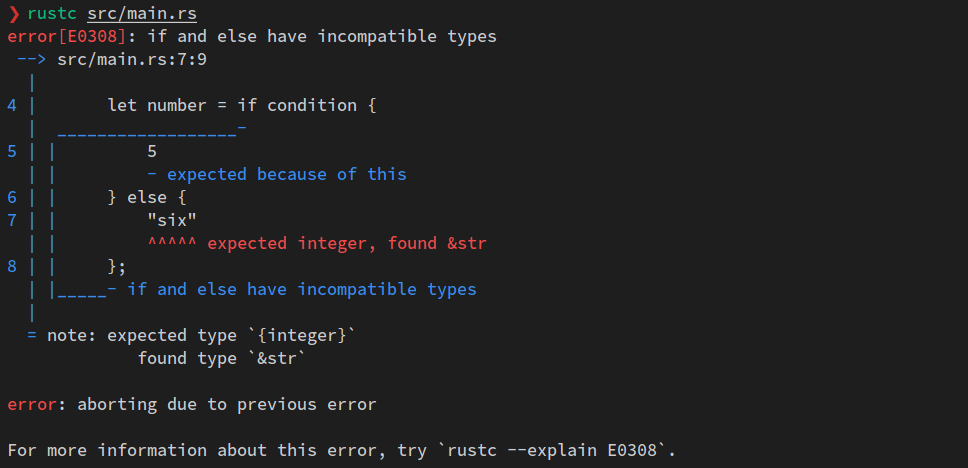 ❯ rustc src/main.rs
error[E0308]: if and else have incompatible types
 --> src/main.rs:7:9
  |
4 |       let number = if condition {
  |  __________________-
5 | |         5
  | |         - expected because of this
6 | |     } else {
7 | |         "six"
  | |         ^^^^^ expected integer, found &str
8 | |     };
  | |_____- if and else have incompatible types
  |
  = note: expected type `{integer}`
             found type `&str`

error: aborting due to previous error

For more information about this error, try `rustc --explain E0308`.